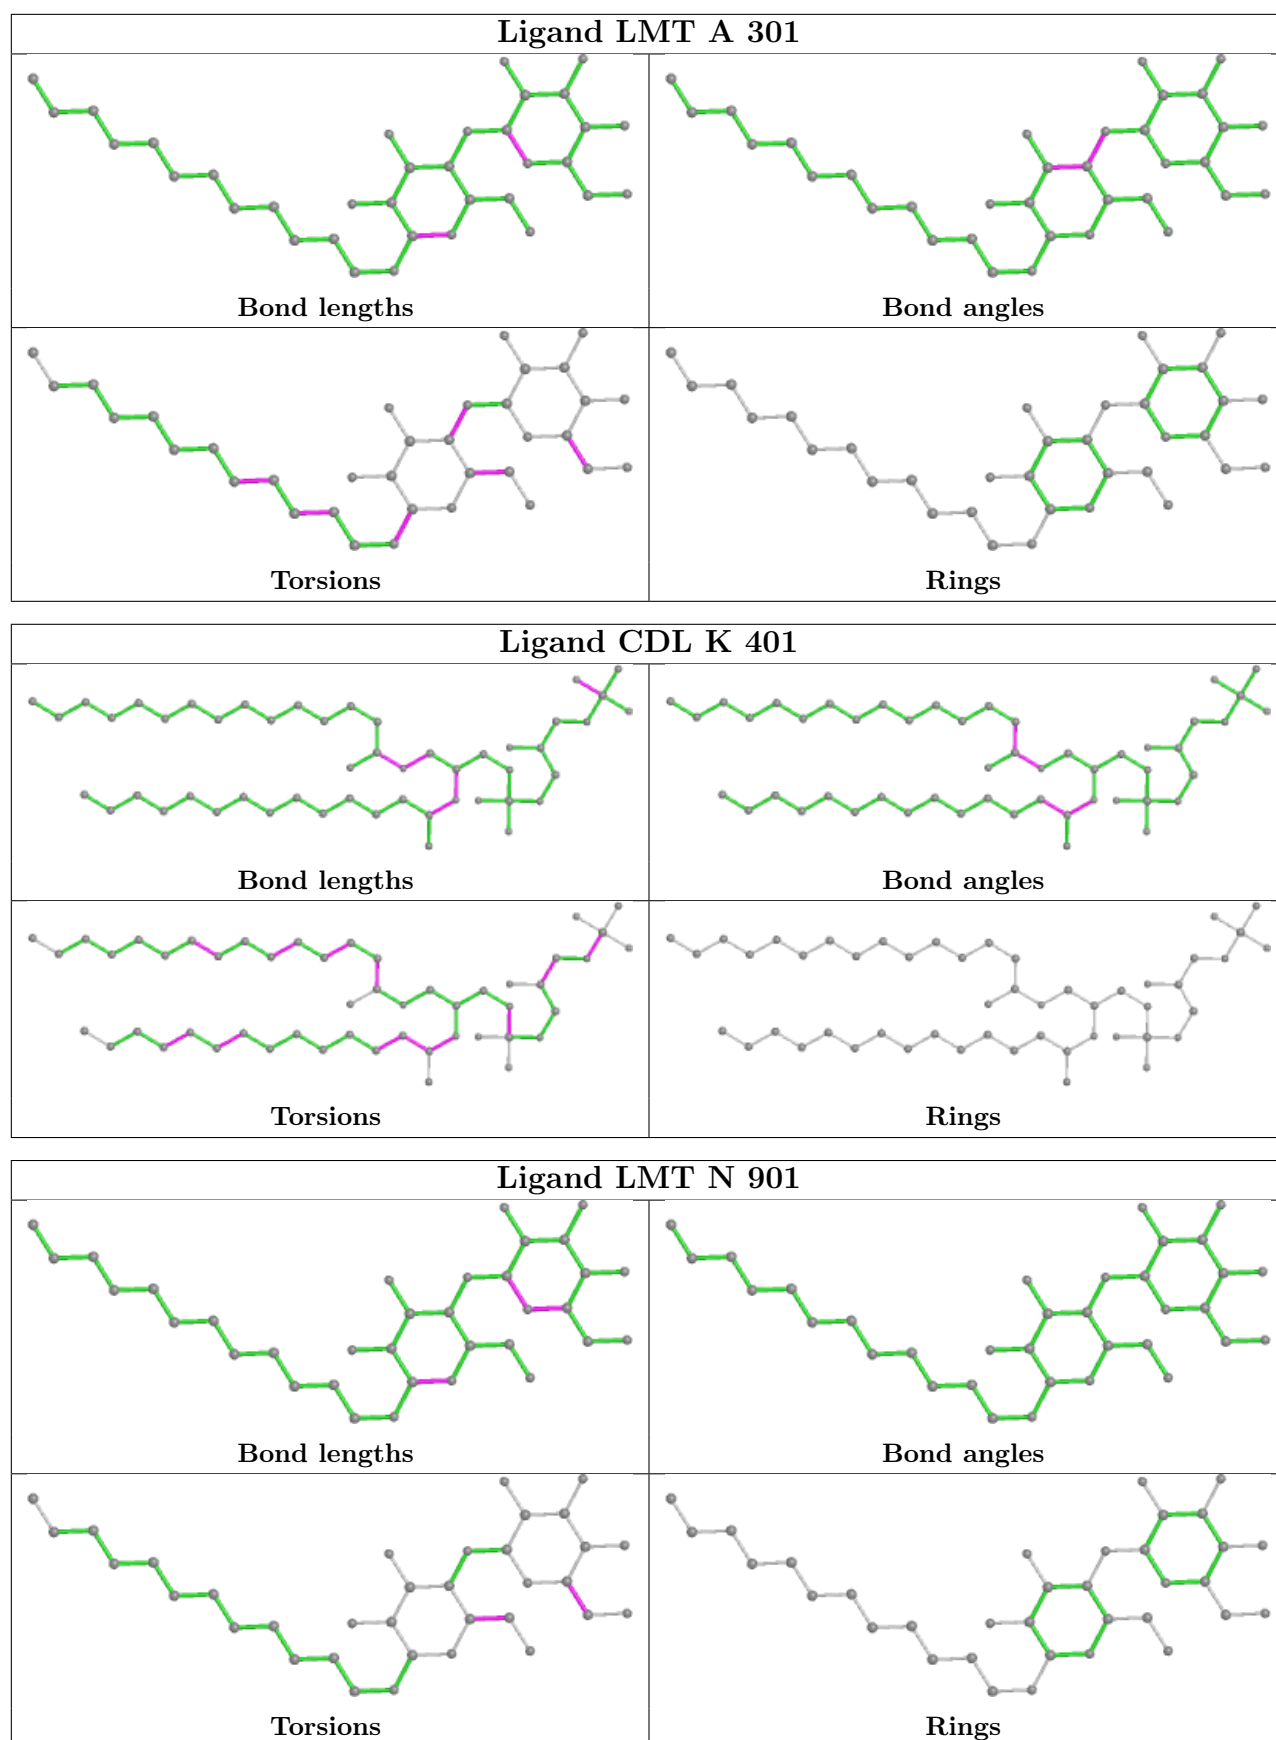 Ligand LMT A 301
Bond lengths
Bond angles
Torsions
Rings
Ligand CDL K 401
Bond lengths
Bond angles
Torsions
Rings
Ligand LMT N 901
Bond lengths
Bond angles
Torsions
Rings